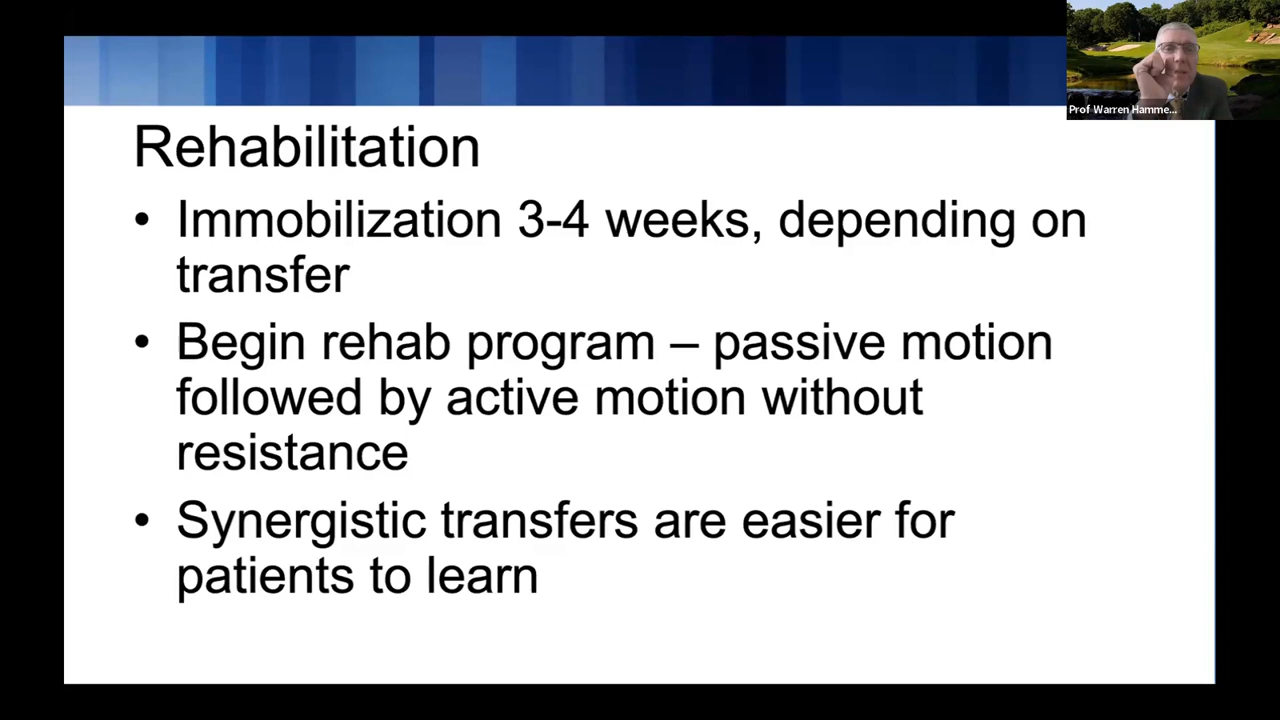 Prof Warren Hamme...
Rehabilitation
• Immobilization 3-4 weeks, depending on
transfer
• Begin rehab program – passive motion
followed by active motion without
resistance
• Synergistic transfers are easier for
patients to learn